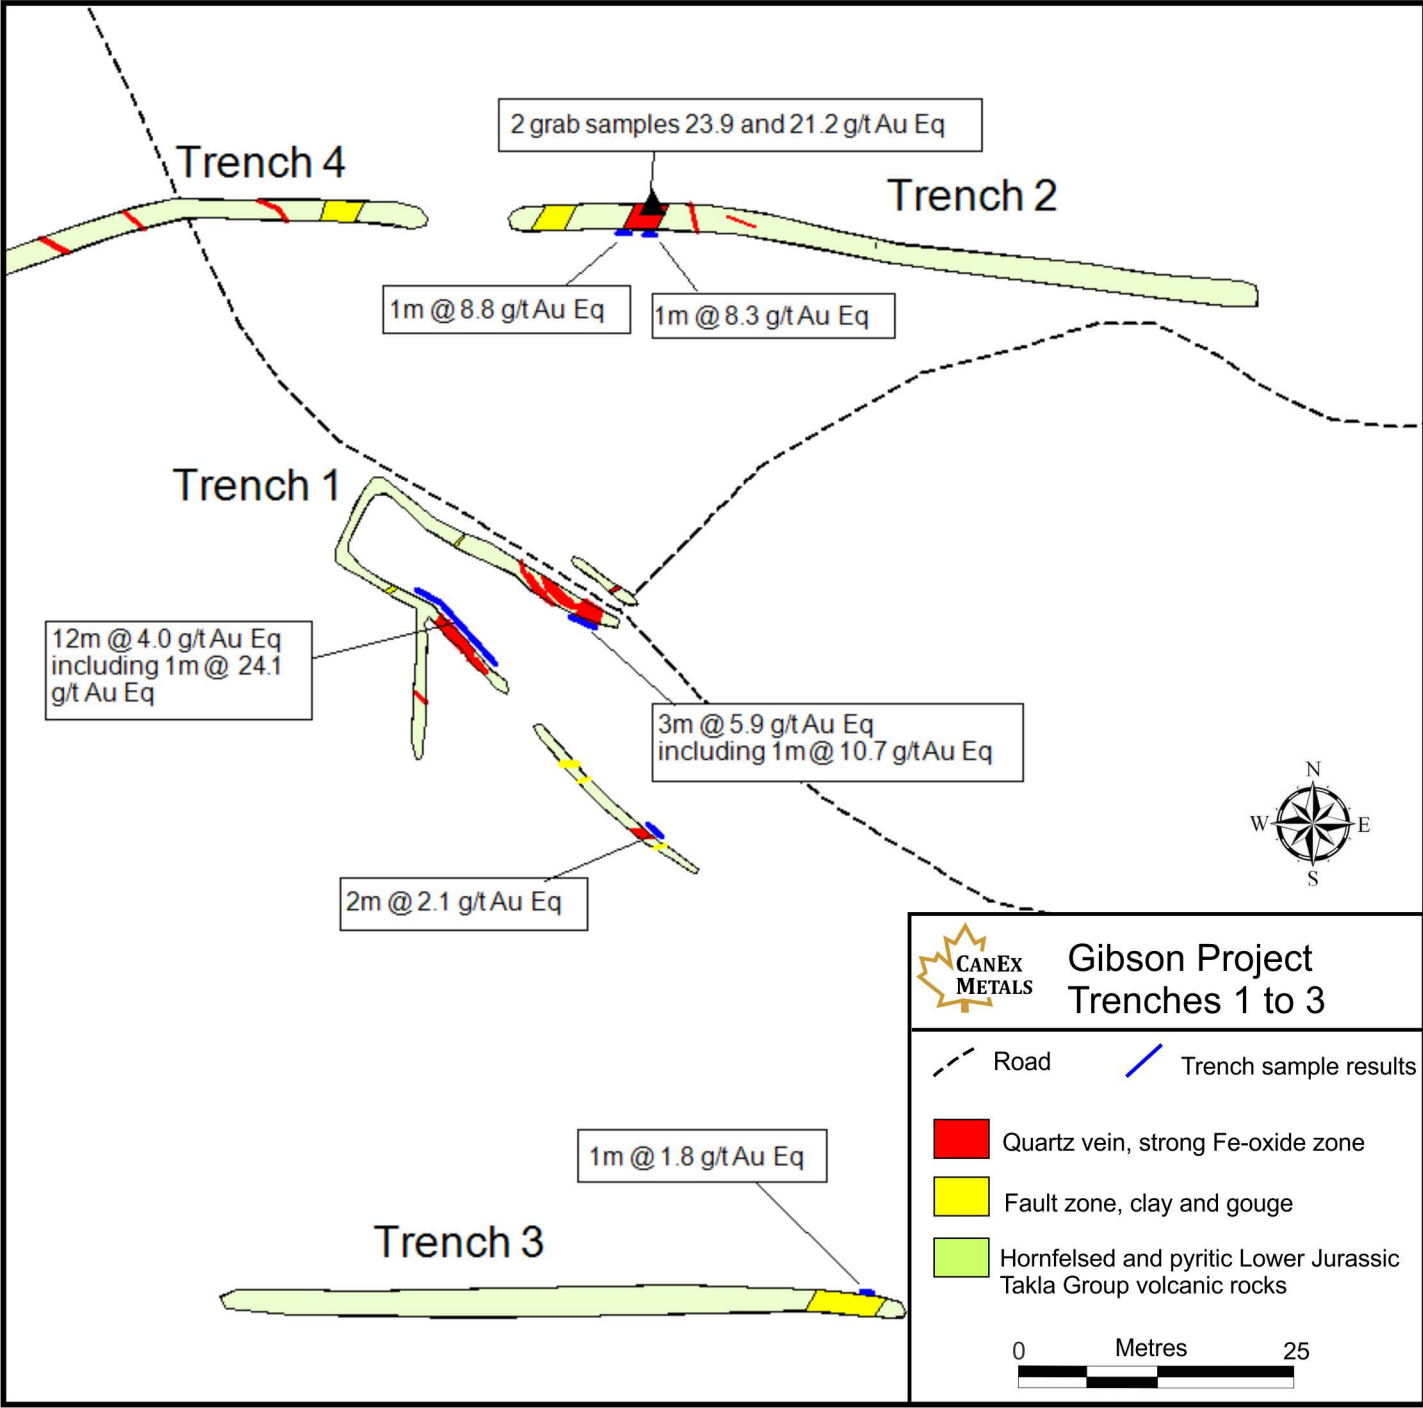 2 grab samples 23.9 and 21.2 g/t Au Eq
Trench 4
Trench 2
1m @ 8.8 g/t Au Eq
1m @ 8.3 g/t Au Eq
Trench 1
12m @ 4.0 g/t Au Eq
including 1m @ 24.1
g/t Au Eq
3m @ 5.9 g/t Au Eq
including 1m @ 10.7 g/t Au Eq
N
W
E
S
2m @ 2.1 g/t Au Eq
CANEX
METALS
Gibson Project
Trenches 1 to 3
Road
Trench sample results
Quartz vein, strong Fe-oxide zone
Fault zone, clay and gouge
Hornfelsed and pyritic Lower Jurassic
Takla Group volcanic rocks
1m @ 1.8 g/t Au Eq
Trench 3
0
Metres
25